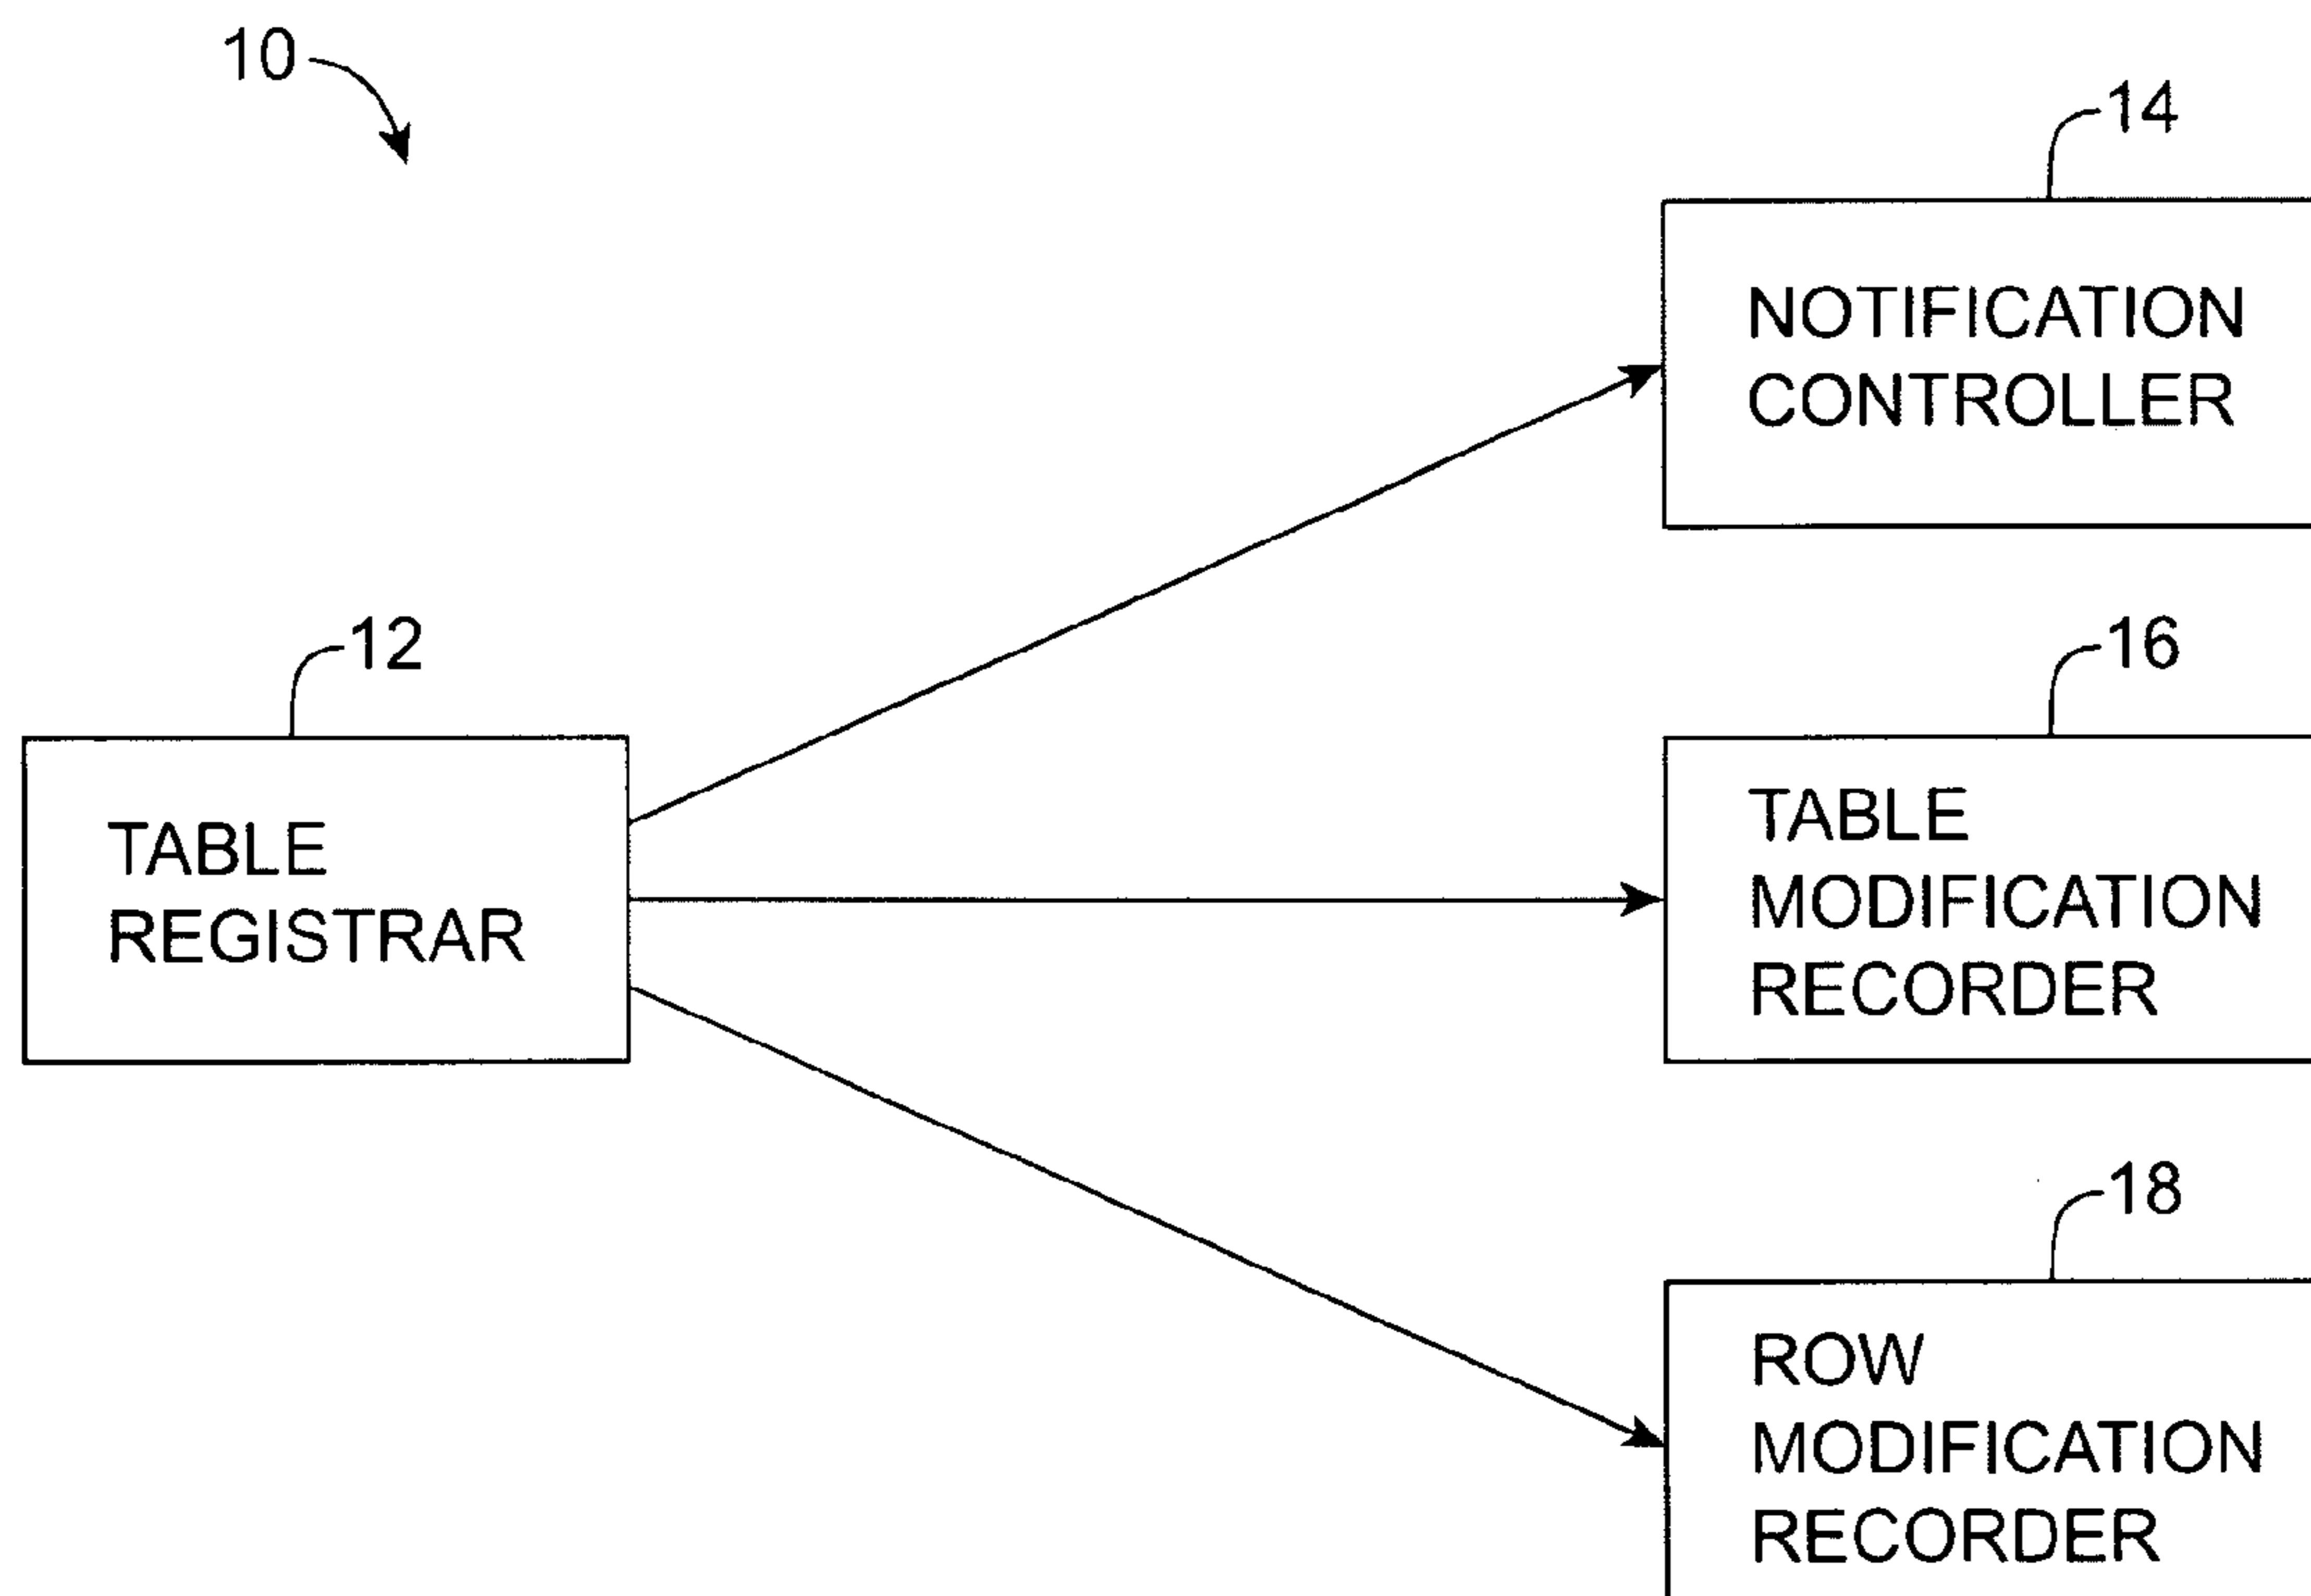 10
14
NOTIFICATION
CONTROLLER
12
16
TABLE
REGISTRAR
TABLE
MODIFICATION
RECORDER
18
ROW
MODIFICATION
RECORDER